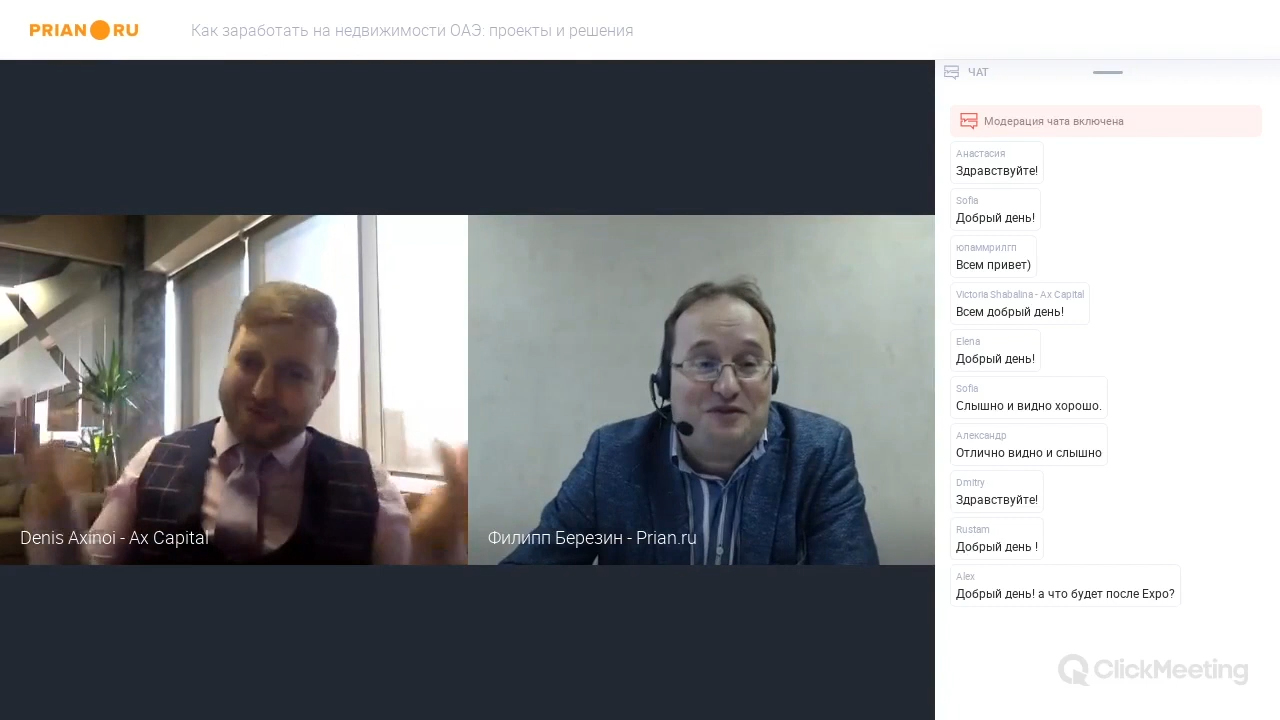 PRIAN RU
Как заработать на недвижимости ОАЭ: проекты и решения
ЧАТ
Модерация чата включена
Анастасия
Здравствуйте!
Sofia
Добрый день!
юпаммрилгп
Всем привет)
Victoria Shabalina - Ax Capital
Всем добрый день!
Elena
Добрый день!
Sofia
Слышно и видно хорошо.
Александр
Отлично видно и слышно
Dmitry
Здравствуйте!
Rustam
Добрый день !
Alex
Добрый день! а что будет после Expo?
Denis Axinoi - Ax Capital
Филипп Березин - Prian.ru
ClickMeeting